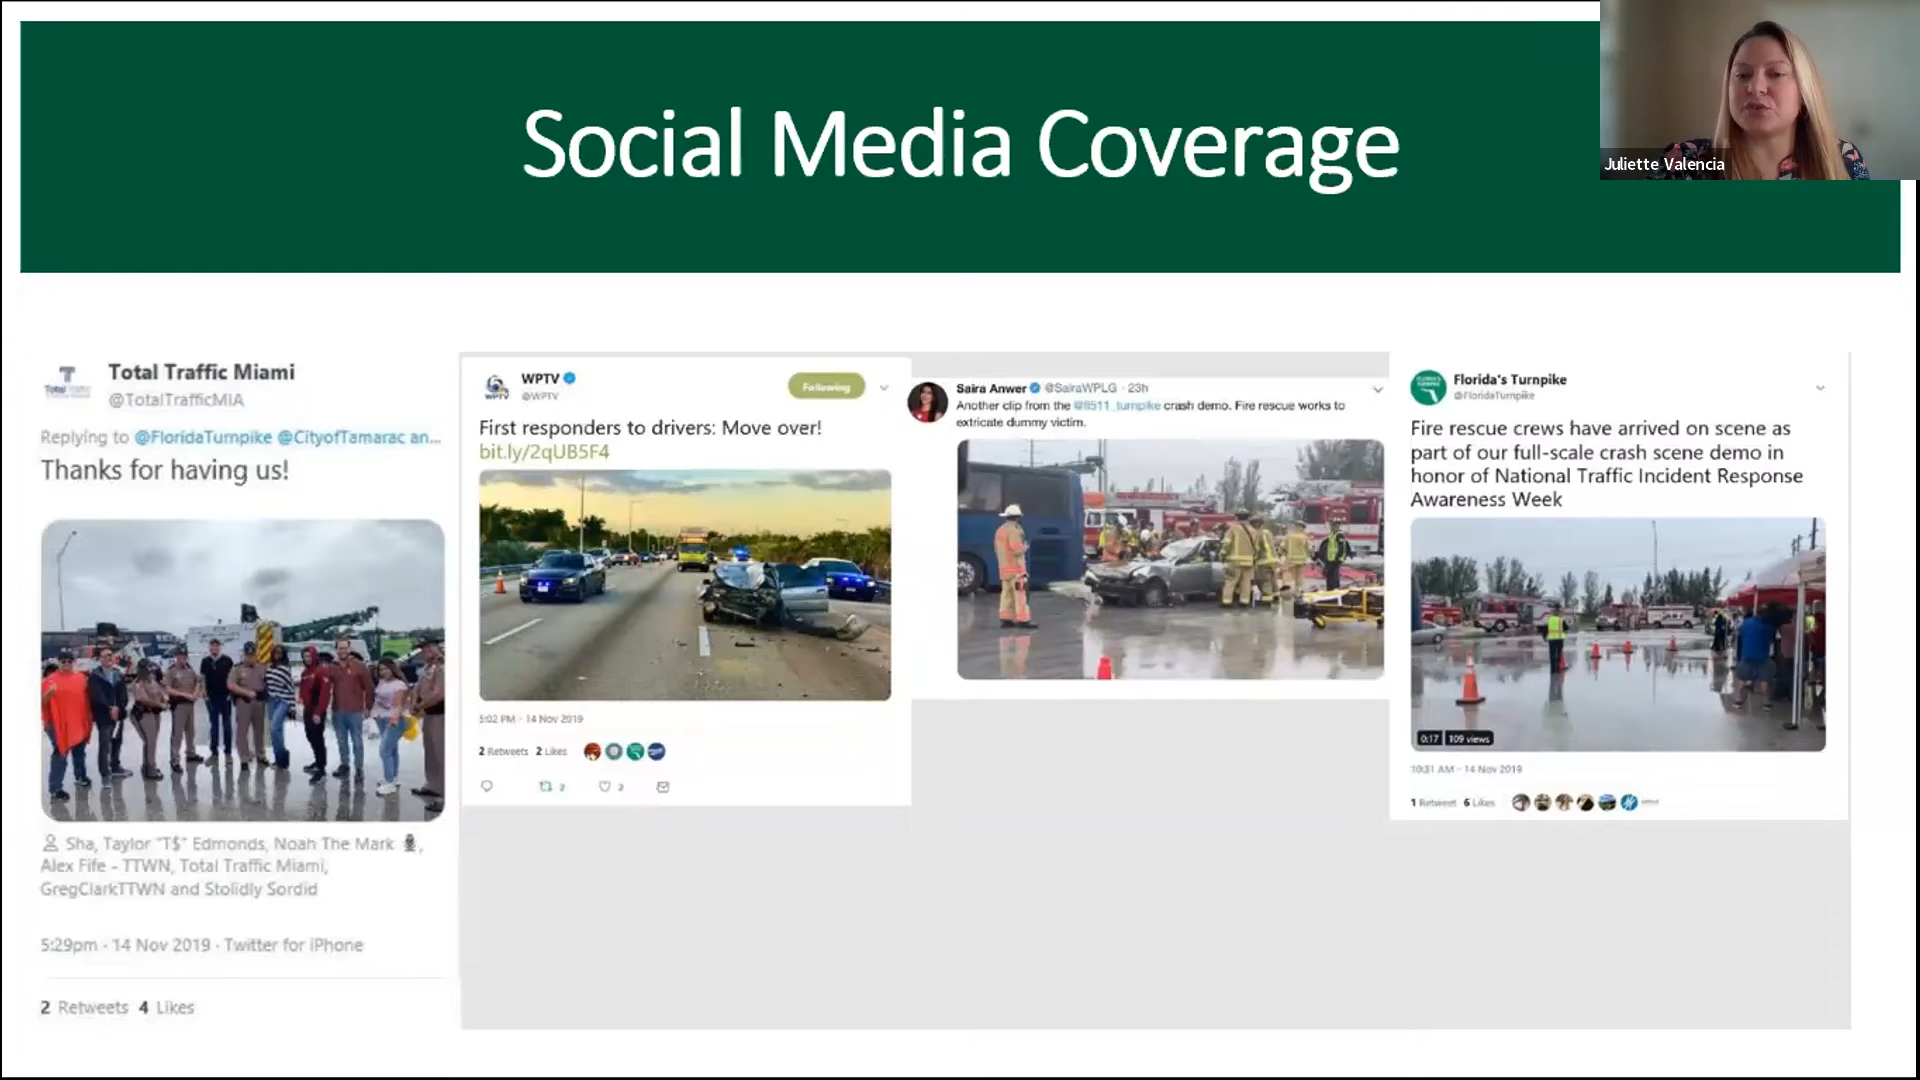 Social Media Coverage
Juliette Valencia
Total Traffic Miami
@TotalTrafficMIA
Replying to @FloridaTurnpike @CityofTamarac an...
Thanks for having us!
Sha, Taylor "T$" Edmonds, Noah The Mark
Alex Fife - TTWN, Total Traffic Miami,
GregClarkTTWN and Stolidly Sordid
5:29pm · 14 Nov 2019 · Twitter for iPhone
2 Retweets 4 Likes
WPTV
@WPTV
Following
First responders to drivers: Move over!
bit.ly/2qUB5F4
5:02 PM - 14 Nov 2019
2 Retweets 2 Likes
2 2
Saira Anwer @SairaWPLG · 23h
Another clip from the @fl511_turnpike crash demo. Fire rescue works to
extricate dummy victim.
Florida's Turnpike
@FloridaTurnpike
Fire rescue crews have arrived on scene as
part of our full-scale crash scene demo in
honor of National Traffic Incident Response
Awareness Week
0:17 109 views
10:31 AM - 14 Nov 2019
1 Retweet 6 Likes